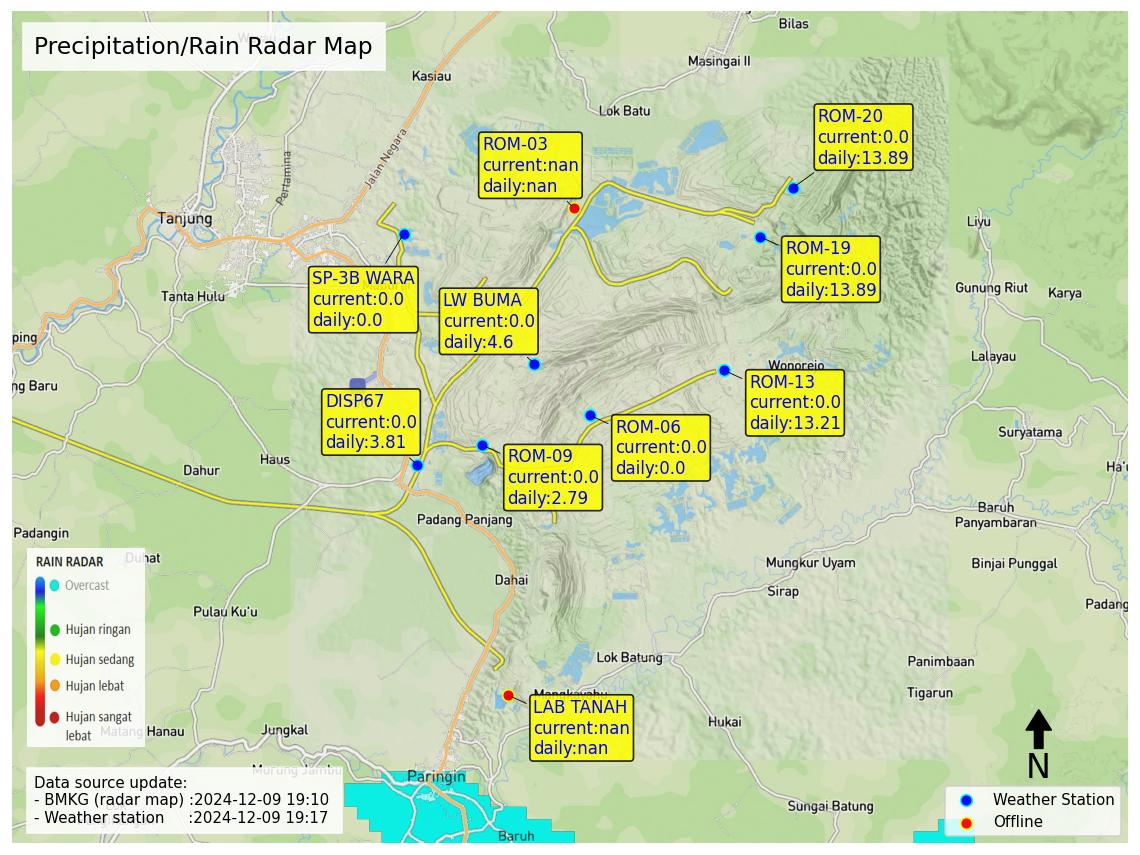 Precipitation/Rain Radar Map
Bilas
Masingai II
Kasiau
Lok Batu
Jalan Negara
Pertamina
Tanjung
Tanta Hulu
ROM-20
current:0.0
daily:13.89
ROM-03
current:nan
daily:nan
ROM-19
current:0.0
daily:13.89
SP-3B WARA
current:0.0
daily:0.0
LW BUMA
current:0.0
daily:4.6
Liyu
Gunung Riut
Karya
Lalayau
Wonorejo
ROM-13
current:0.0
daily:13.21
ping
ng Baru
DISP67
current:0.0
daily:3.81
ROM-06
current:0.0
daily:0.0
ROM-09
current:0.0
daily:2.79
Suryatama
Ha'u
Haus
Dahur
Padang Panjang
Baruh
Panyambaran
Padangin
Duhat
Dahai
Mungkur Uyam
Binjai Punggal
Sirap
Padang
Pulau Ku'u
RAIN RADAR
Overcast
Hujan ringan
Hujan sedang
Hujan lebat
Hujan sangat
lebat
Lok Batung
Panimbaan
Tigarun
Mangkayahu
LAB TANAH
current:nan
daily:nan
Hukai
Matang Hanau
Jungkal
Murung Jambu
Paringin
Baruh
Sungai Batung
Data source update:
- BMKG (radar map) :2024-12-09 19:10
- Weather station :2024-12-09 19:17
N
Weather Station
Offline